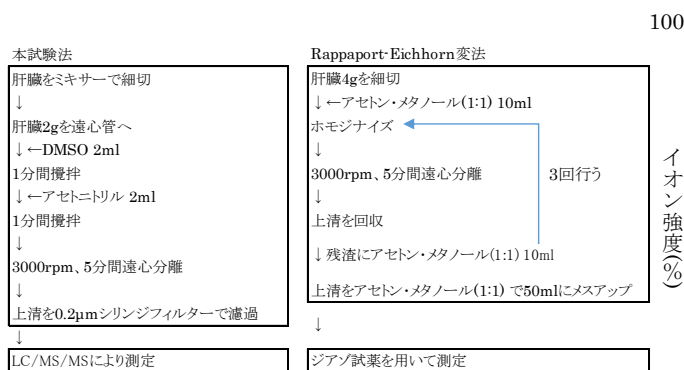 100
本試験法
肝臓をミキサーで細切
↓
肝臓2gを遠心管へ
↓←DMSO 2ml
1分間攪拌
↓←アセトニトリル 2ml
1分間攪拌
↓
3000rpm、5分間遠心分離
↓
上清を0.2μmシリンジフィルターで濾過
↓
LC/MS/MSにより測定
Rappaport-Eichhorn変法
肝臓4gを細切
↓←アセトン・メタノール(1:1) 10ml
ホモジナイズ
↓
3000rpm、5分間遠心分離
3回行う
↓
上清を回収
↓残渣にアセトン・メタノール(1:1) 10ml
上清をアセトン・メタノール(1:1) で50mlにメスアップ
↓
ジアゾ試薬を用いて測定
イオン強度(%)